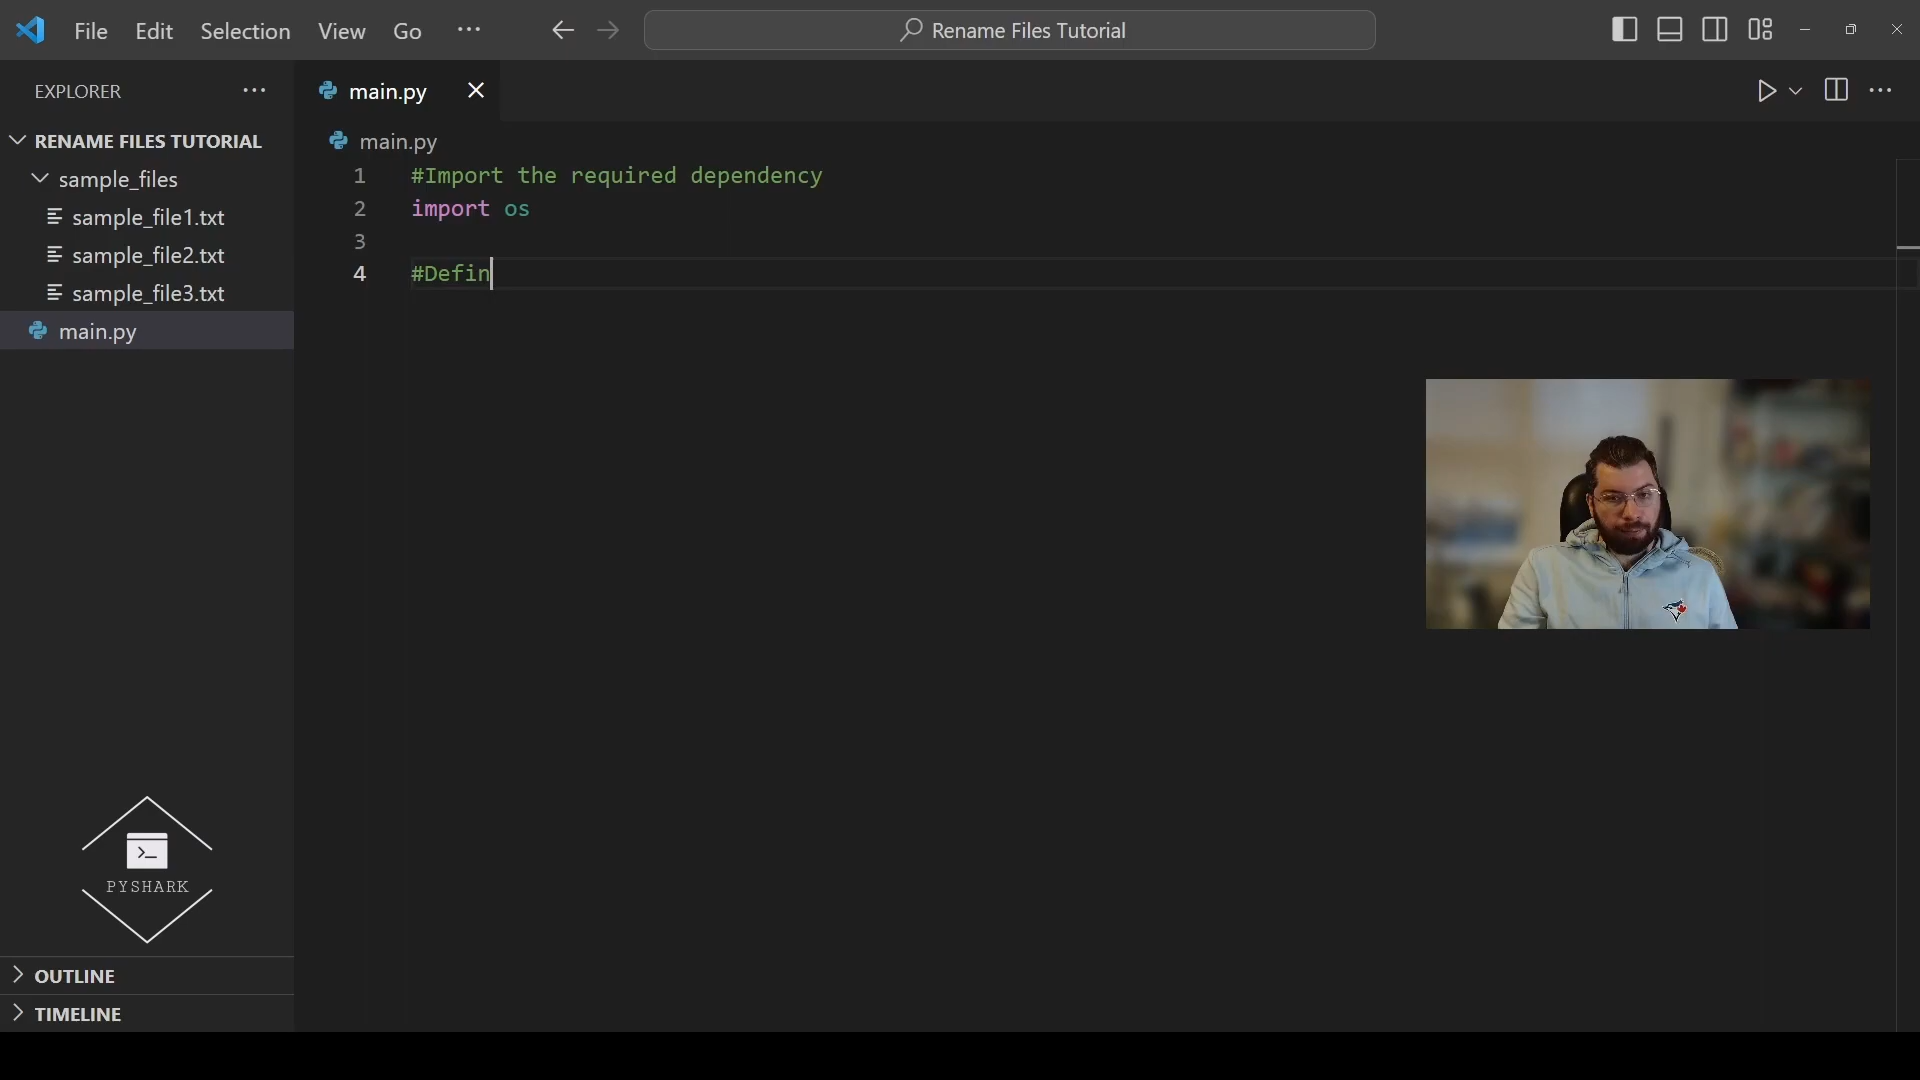 File Edit Selection View Go ···
Rename Files Tutorial
EXPLORER ···
main.py
RENAME FILES TUTORIAL
sample_files
sample_file1.txt
sample_file2.txt
sample_file3.txt
main.py
main.py
1 #Import the required dependency
2 import os
3
4 #Defin
>_
PYSHARK
OUTLINE
TIMELINE